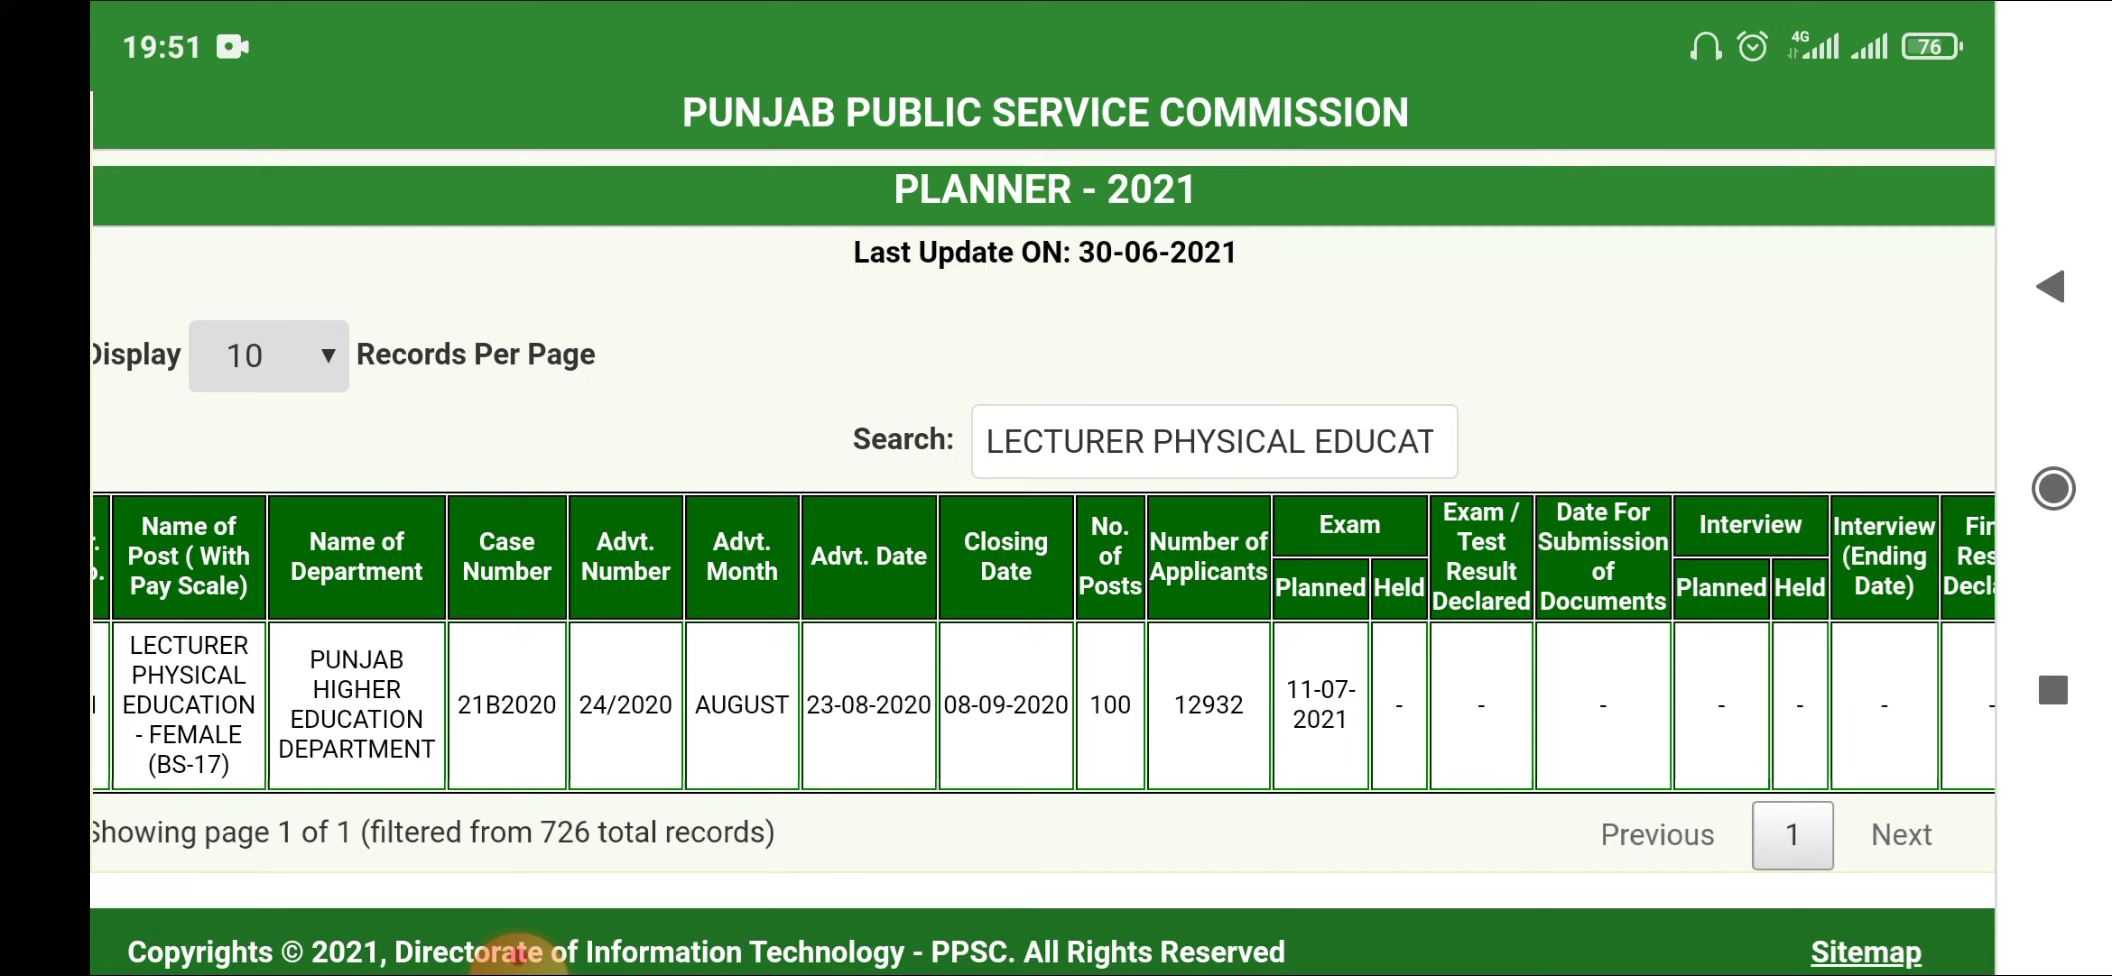 19:51
4G
76
PUNJAB PUBLIC SERVICE COMMISSION
PLANNER - 2021
Last Update ON: 30-06-2021
Display 10 ▼ Records Per Page
Search: LECTURER PHYSICAL EDUCAT
Name of Post ( With Pay Scale)
Name of Department
Case Number
Advt. Number
Advt. Month
Advt. Date
Closing Date
No. of Posts
Number of Applicants
Exam
Planned
Held
Exam / Test Result Declared
Date For Submission of Documents
Interview
Planned
Held
Interview (Ending Date)
LECTURER PHYSICAL EDUCATION - FEMALE (BS-17)
PUNJAB HIGHER EDUCATION DEPARTMENT
21B2020
24/2020
AUGUST
23-08-2020
08-09-2020
100
12932
11-07-2021
-
-
-
-
-
-
-
Showing page 1 of 1 (filtered from 726 total records)
Previous 1 Next
Copyrights © 2021, Directorate of Information Technology - PPSC. All Rights Reserved
Sitemap